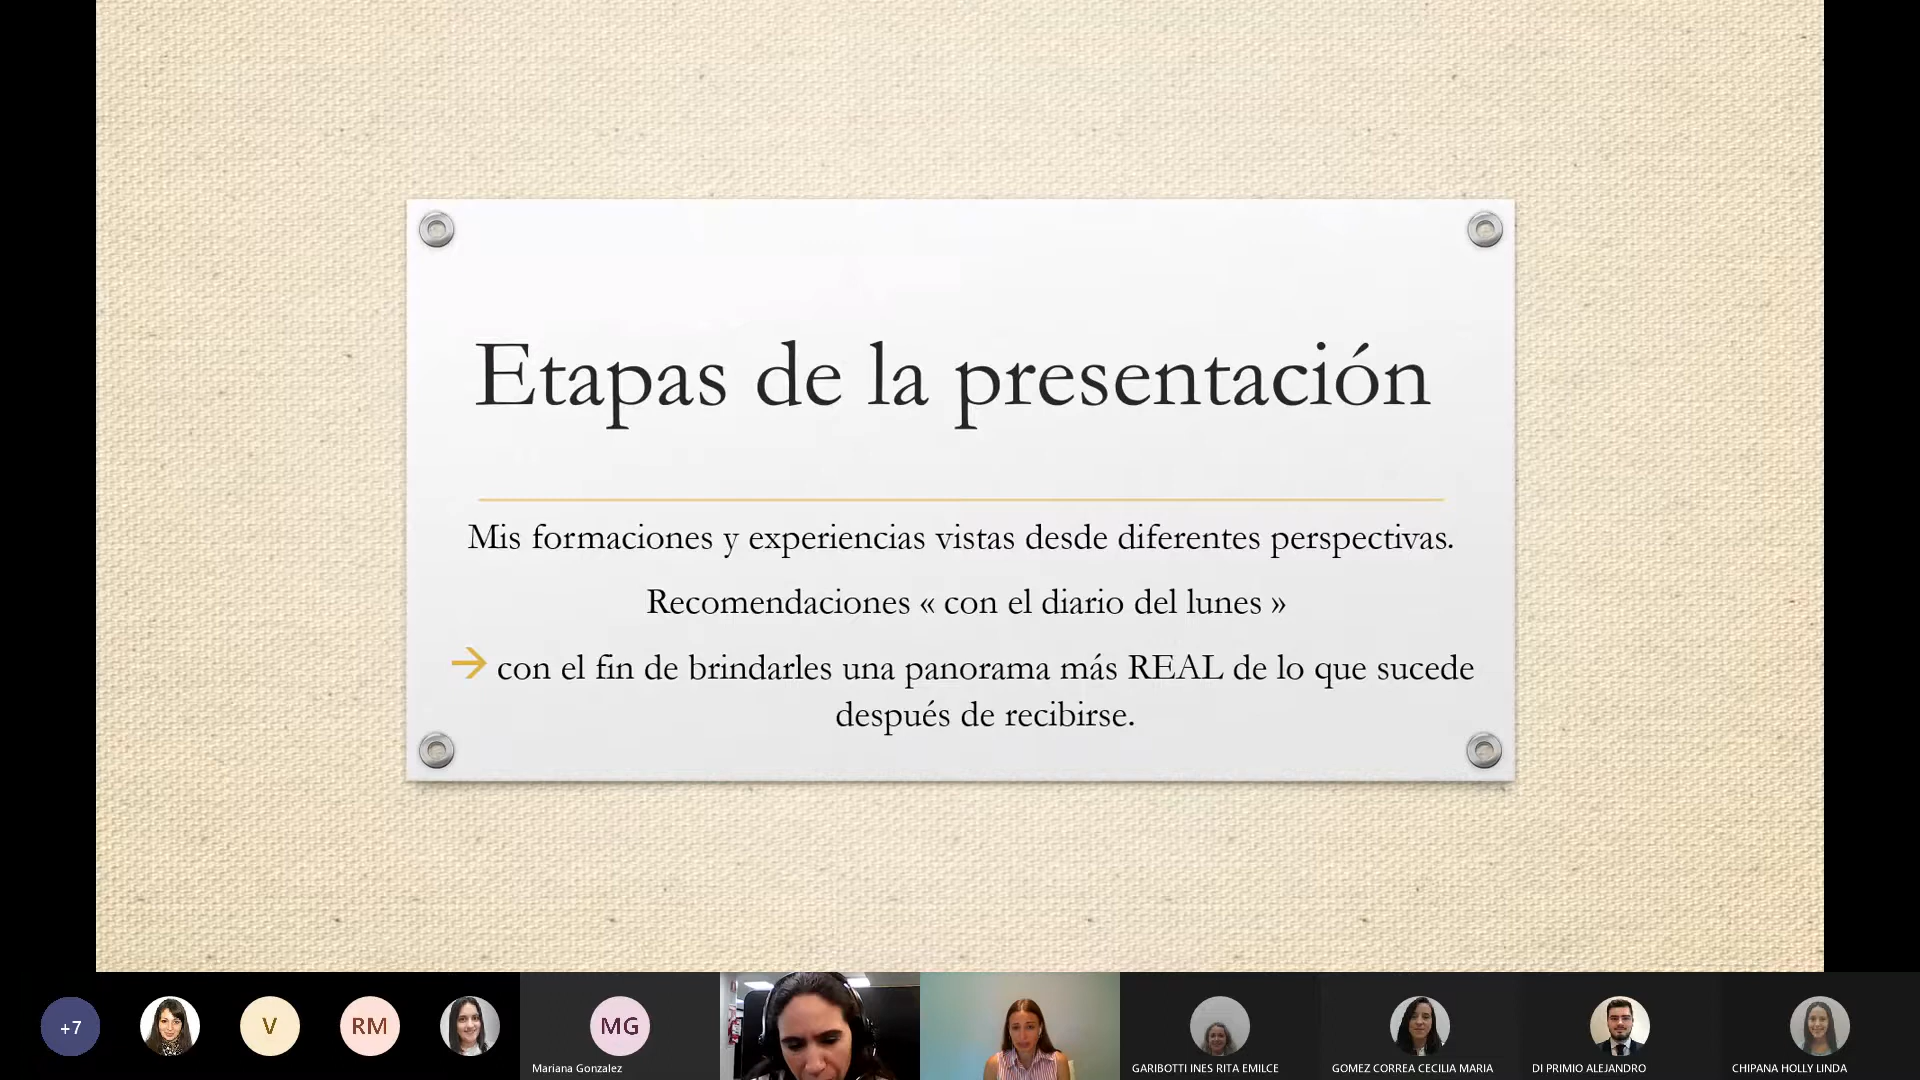 Etapas de la presentación
Mis formaciones y experiencias vistas desde diferentes perspectivas.
Recomendaciones « con el diario del lunes »
→ con el fin de brindarles una panorama más REAL de lo que sucede
después de recibirse.
+7
V
RM
MG
Mariana Gonzalez
GARIBOTTI INES RITA EMILCE
GOMEZ CORREA CECILIA MARIA
DI PRIMIO ALEJANDRO
CHIPANA HOLLY LINDA